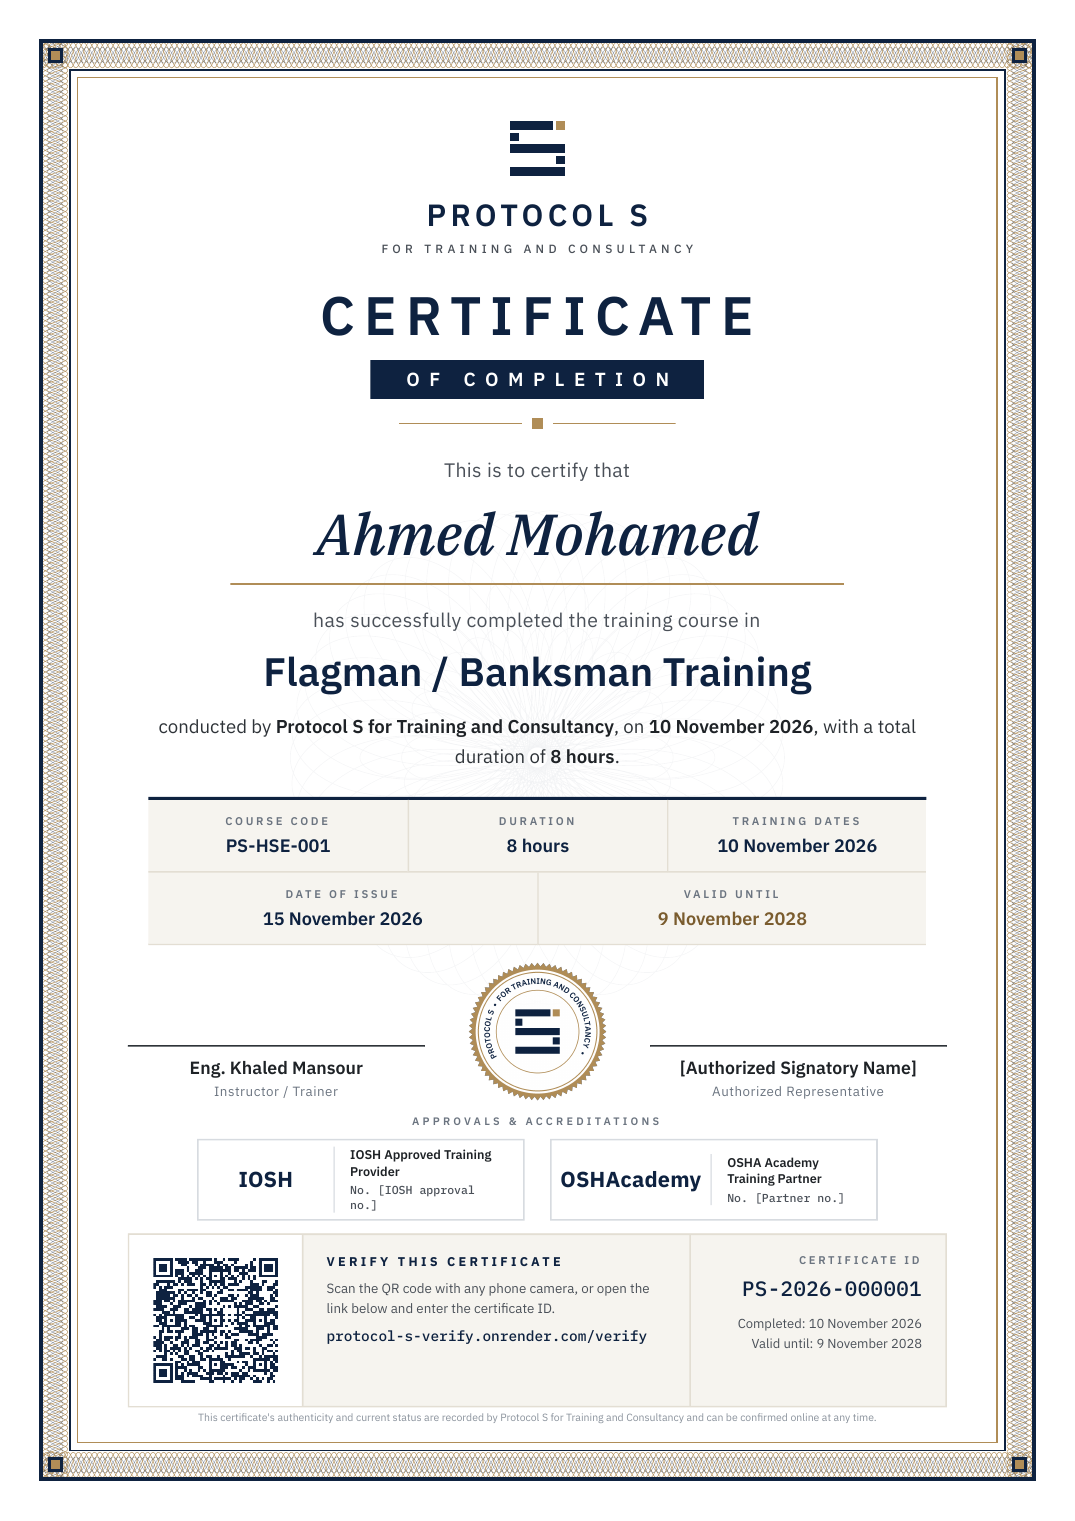 PROTOCOL S
FOR TRAINING AND CONSULTANCY
CERTIFICATE
OF COMPLETION
This is to certify that
Ahmed Mohamed
has successfully completed the training course in
Flagman / Banksman Training
conducted by Protocol S for Training and Consultancy, on 10 November 2026, with a total
duration of 8 hours.
COURSE CODE
PS-HSE-001
DURATION
8 hours
TRAINING DATES
10 November 2026
DATE OF ISSUE
15 November 2026
VALID UNTIL
9 November 2028
PROTOCOL S • FOR TRAINING AND CONSULTANCY •
Eng. Khaled Mansour
Instructor / Trainer
[Authorized Signatory Name]
Authorized Representative
APPROVALS & ACCREDITATIONS
IOSH
IOSH Approved Training
Provider
No. [IOSH approval
no.]
OSHAcademy
OSHA Academy
Training Partner
No. [Partner no.]
VERIFY THIS CERTIFICATE
Scan the QR code with any phone camera, or open the
link below and enter the certificate ID.
protocol-s-verify.onrender.com/verify
CERTIFICATE ID
PS-2026-000001
Completed: 10 November 2026
Valid until: 9 November 2028
This certificate's authenticity and current status are recorded by Protocol S for Training and Consultancy and can be confirmed online at any time.